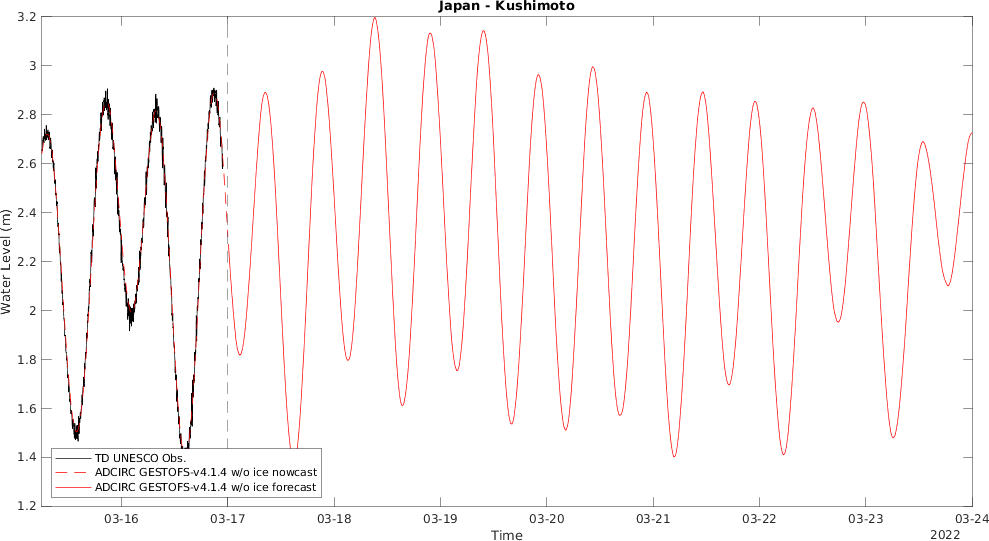 Japan - Kushimoto
3.2
3
2.8
2.6
2.4
2.2
2
1.8
1.6
1.4
1.2
Water Level (m)
TD UNESCO Obs.
ADCIRC GESTOFS-v4.1.4 w/o ice nowcast
ADCIRC GESTOFS-v4.1.4 w/o ice forecast
03-16 03-17 03-18 03-19 03-20 03-21 03-22 03-23 03-24
Time
2022